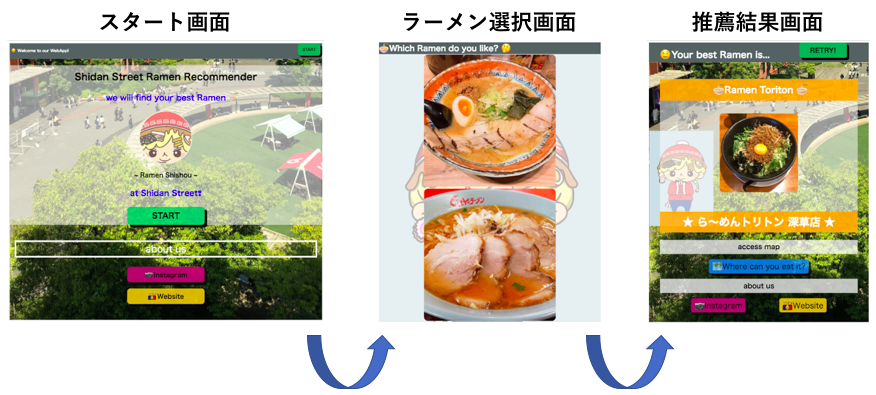 スタート画面
ラーメン選択画面
推薦結果画面
Welcome to our WebApp!
START
Shidan Street Ramen Recommender
we will find your best Ramen
~ Ramen Shishou ~
at Shidan Street❣
START
about us
Instagram
Website
Which Ramen do you like? 🤔
Your best Ramen is...
RETRY!
🍜Ramen Toriton 🍜
★ ら〜めんトリトン 深草店 ★
access map
Where can you eat it?
about us
Instagram
Website